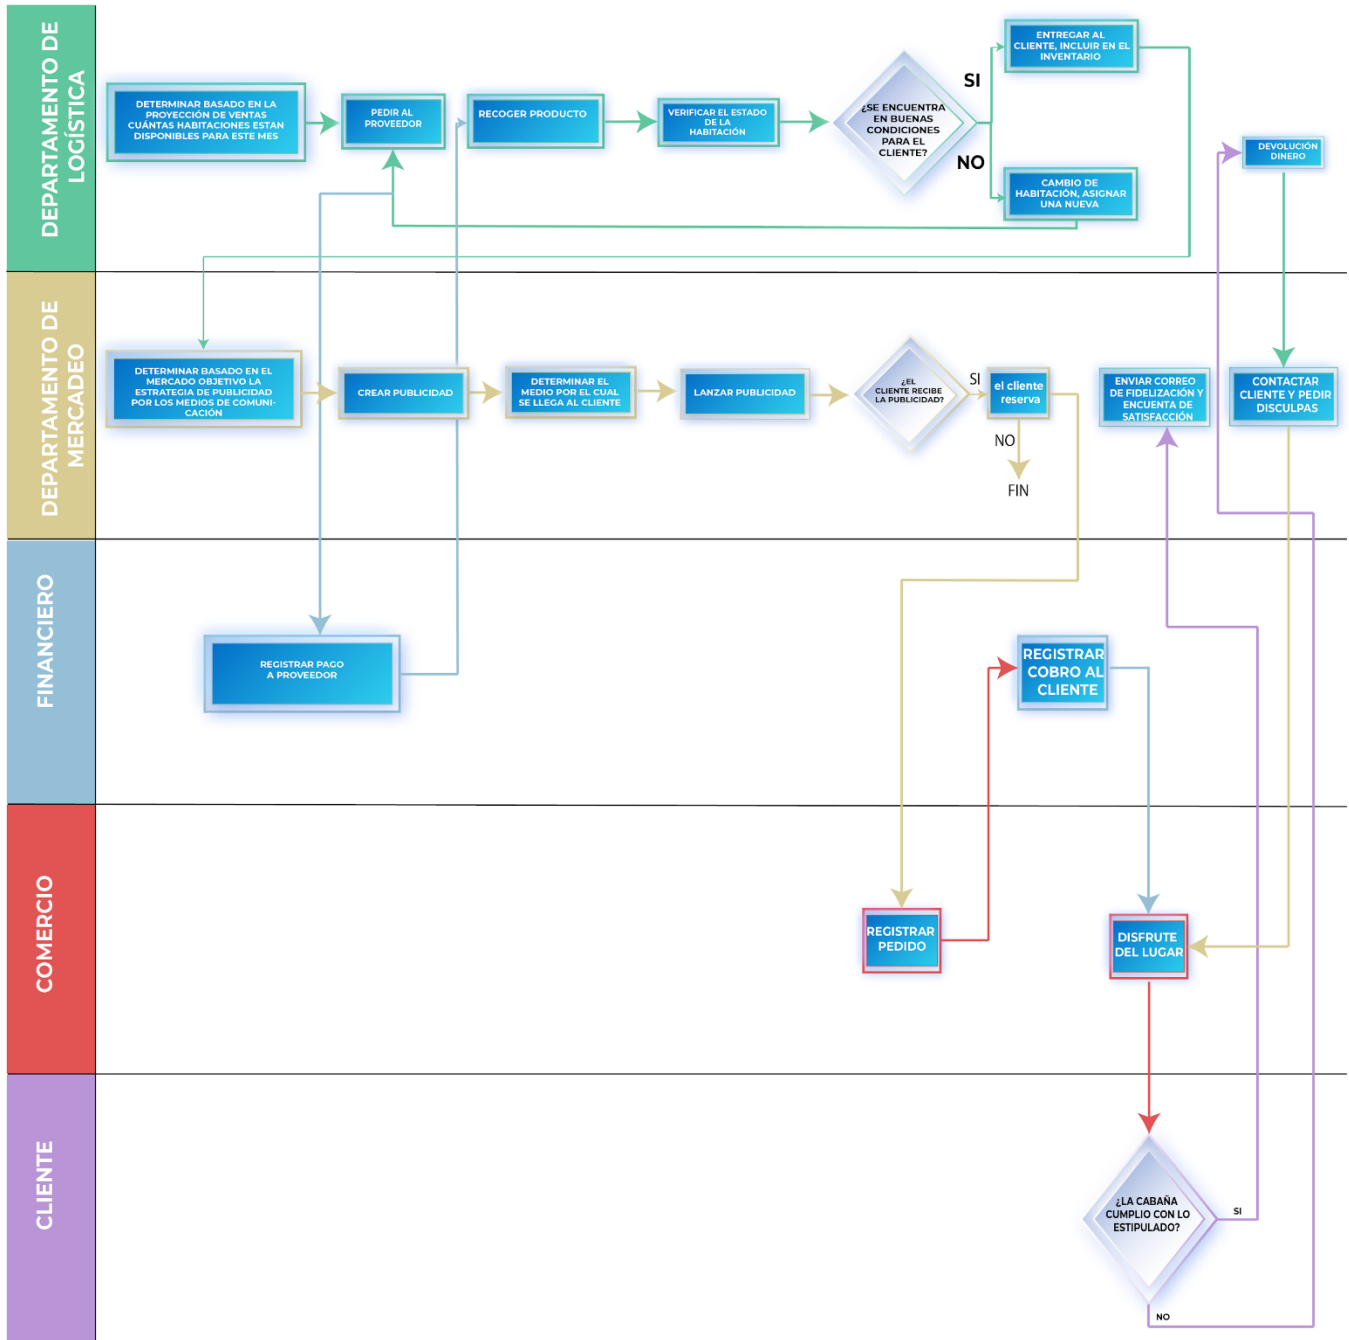 DEPARTAMENTO DE
LOGÍSTICA
DETERMINAR BASADO EN LA
PROYECCIÓN DE VENTAS
CUÁNTAS HABITACIONES ESTAN
DISPONIBLES PARA ESTE MES
PEDIR AL
PROVEEDOR
RECOGER PRODUCTO
VERIFICAR EL ESTADO
DE LA
HABITACIÓN
¿SE ENCUENTRA
EN BUENAS
CONDICIONES
PARA EL
CLIENTE?
SI
NO
ENTREGAR AL
CLIENTE, INCLUIR EN EL
INVENTARIO
CAMBIO DE
HABITACIÓN, ASIGNAR
UNA NUEVA
DEVOLUCIÓN
DINERO
DEPARTAMENTO DE
MERCADEO
DETERMINAR BASADO EN EL
MERCADO OBJETIVO LA
ESTRATEGIA DE PUBLICIDAD
POR LOS MEDIOS DE COMUNI-
CACIÓN
CREAR PUBLICIDAD
DETERMINAR EL
MEDIO POR EL CUAL
SE LLEGA AL CLIENTE
LANZAR PUBLICIDAD
¿EL
CLIENTE RECIBE
LA PUBLICIDAD?
SI
el cliente
reserva
NO
FIN
ENVIAR CORREO
DE FIDELIZACIÓN Y
ENCUENTA DE
SATISFACCIÓN
CONTACTAR
CLIENTE Y PEDIR
DISCULPAS
FINANCIERO
REGISTRAR PAGO
A PROVEEDOR
REGISTRAR
COBRO AL
CLIENTE
COMERCIO
REGISTRAR
PEDIDO
DISFRUTE
DEL LUGAR
CLIENTE
¿LA CABAÑA
CUMPLIO CON LO
ESTIPULADO?
SI
NO